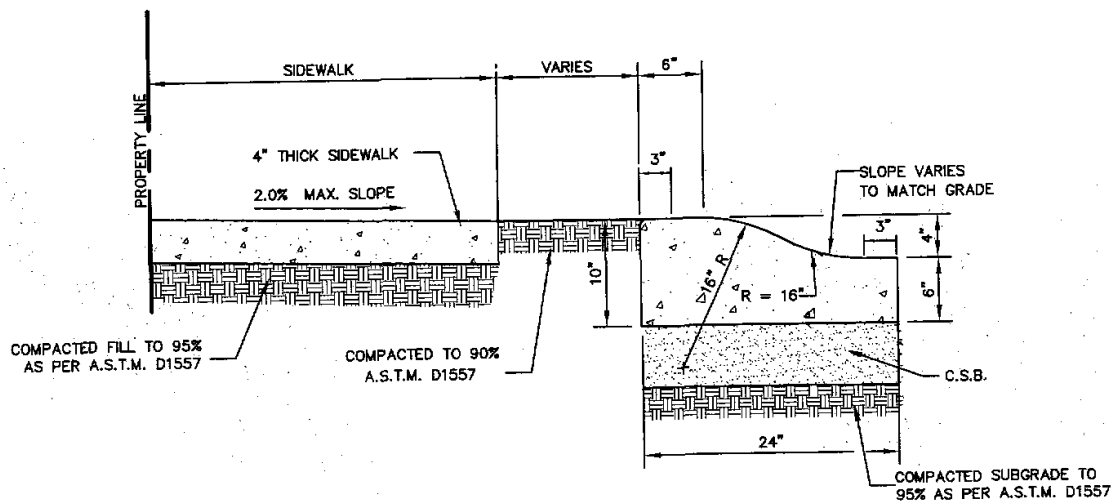 SIDEWALK
VARIES
6"
PROPERTY LINE
4" THICK SIDEWALK
2.0% MAX. SLOPE
3"
SLOPE VARIES
TO MATCH GRADE
3"
4"
10"
16" R
R = 16"
6"
COMPACTED FILL TO 95%
AS PER A.S.T.M. D1557
COMPACTED TO 90%
A.S.T.M. D1557
C.S.B.
24"
COMPACTED SUBGRADE TO
95% AS PER A.S.T.M. D1557